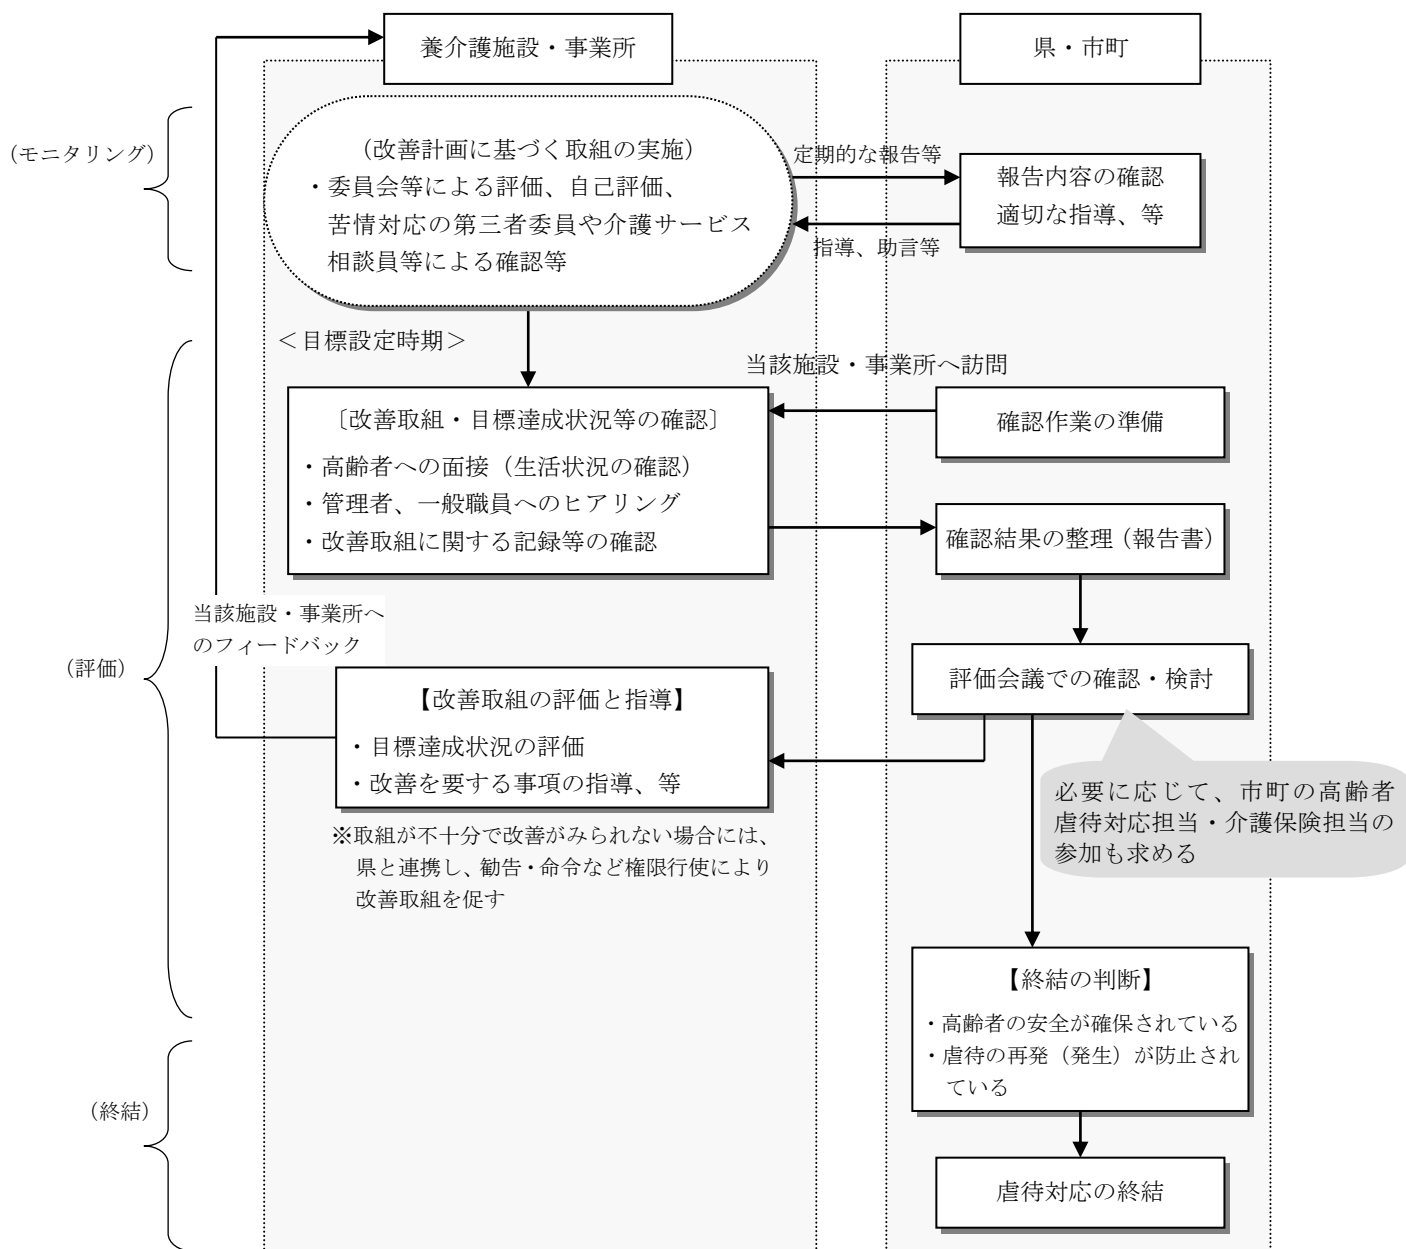 養介護施設・事業所
県・市町
（モニタリング）
（改善計画に基づく取組の実施）
・委員会等による評価、自己評価、
苦情対応の第三者委員や介護サービス
相談員等による確認等
定期的な報告等
報告内容の確認
適切な指導、等
指導、助言等
＜目標設定時期＞
当該施設・事業所へ訪問
〔改善取組・目標達成状況等の確認〕
・高齢者への面接（生活状況の確認）
・管理者、一般職員へのヒアリング
・改善取組に関する記録等の確認
確認作業の準備
確認結果の整理（報告書）
当該施設・事業所へ
のフィードバック
（評価）
評価会議での確認・検討
【改善取組の評価と指導】
・目標達成状況の評価
・改善を要する事項の指導、等
必要に応じて、市町の高齢者
虐待対応担当・介護保険担当の
参加も求める
※取組が不十分で改善がみられない場合には、
県と連携し、勧告・命令など権限行使により
改善取組を促す
【終結の判断】
・高齢者の安全が確保されている
・虐待の再発（発生）が防止され
ている
（終結）
虐待対応の終結